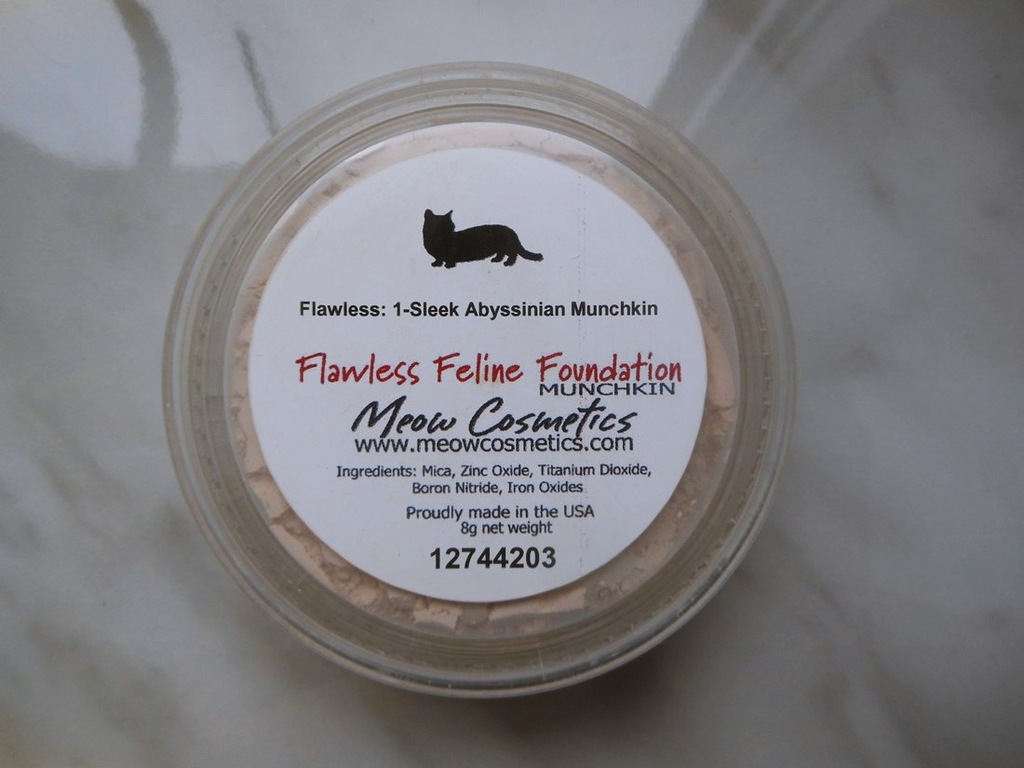 Flawless: 1-Sleek Abyssinian Munchkin
Flawless Feline Foundation
MUNCHKIN
Meow Cosmetics
www.meowcosmetics.com
Ingredients: Mica, Zinc Oxide, Titanium Dioxide,
Boron Nitride, Iron Oxides
Proudly made in the USA
8g net weight
12744203